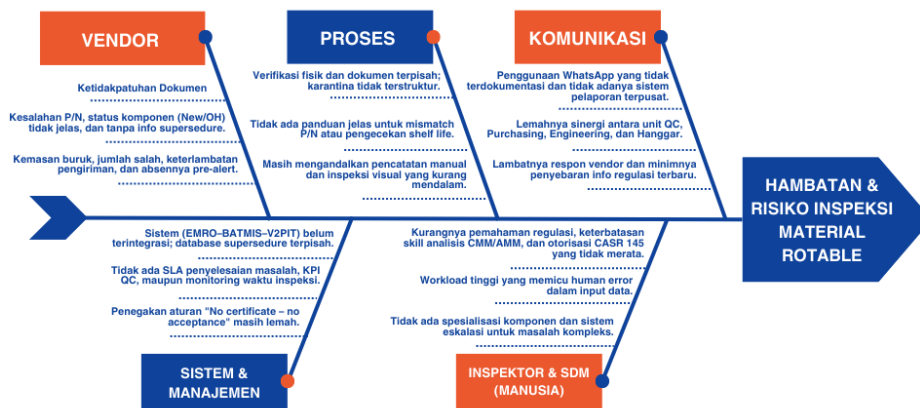 VENDOR
Ketidakpatuhan Dokumen
Kesalahan P/N, status komponen (New/OH)
tidak jelas, dan tanpa info supersedure.
Kemasan buruk, jumlah salah, keterlambatan
pengiriman, dan absennya pre-alert.
PROSES
Verifikasi fisik dan dokumen terpisah;
karantina tidak terstruktur.
Tidak ada panduan jelas untuk mismatch
P/N atau pengecekan shelf life.
Masih mengandalkan pencatatan manual
dan inspeksi visual yang kurang
mendalam.
KOMUNIKASI
Penggunaan WhatsApp yang tidak
terdokumentasi dan tidak adanya sistem
pelaporan terpusat.
Lemahnya sinergi antara unit QC,
Purchasing, Engineering, dan Hanggar.
Lambatnya respon vendor dan minimnya
penyebaran info regulasi terbaru.
HAMBATAN &
RISIKO INSPEKSI
MATERIAL
ROTABLE
Sistem (EMRO–BATMIS–V2PIT) belum
terintegrasi; database supersedure terpisah.
Tidak ada SLA penyelesaian masalah, KPI
QC, maupun monitoring waktu inspeksi.
Penegakan aturan "No certificate – no
acceptance" masih lemah.
SISTEM &
MANAJEMEN
Kurangnya pemahaman regulasi, keterbatasan
skill analisis CMM/AMM, dan otorisasi CASR 145
yang tidak merata.
Workload tinggi yang memicu human error
dalam input data.
Tidak ada spesialisasi komponen dan sistem
eskalasi untuk masalah kompleks.
INSPEKTOR & SDM
(MANUSIA)